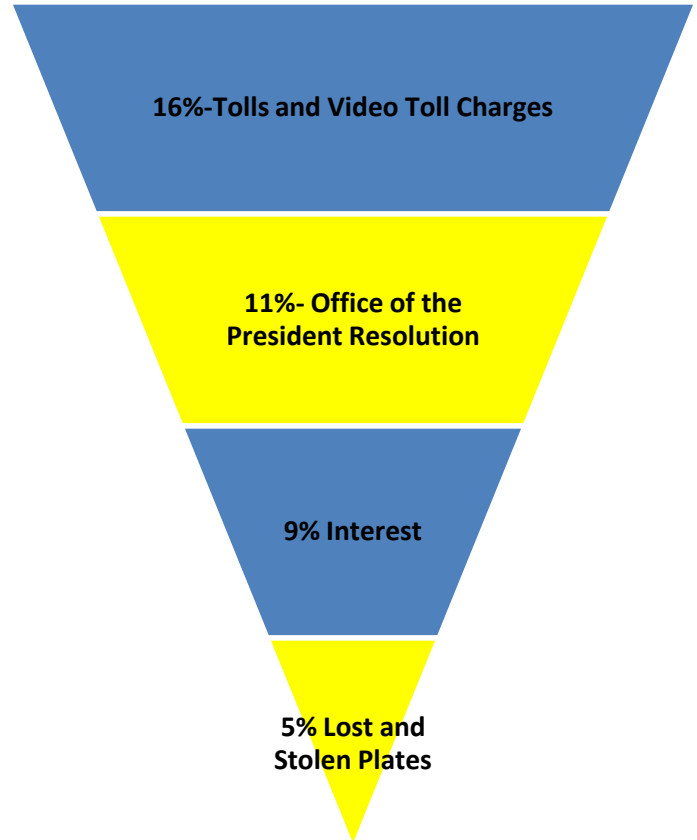 16%-Tolls and Video Toll Charges
11%- Office of the
President Resolution
9% Interest
5% Lost and
Stolen Plates